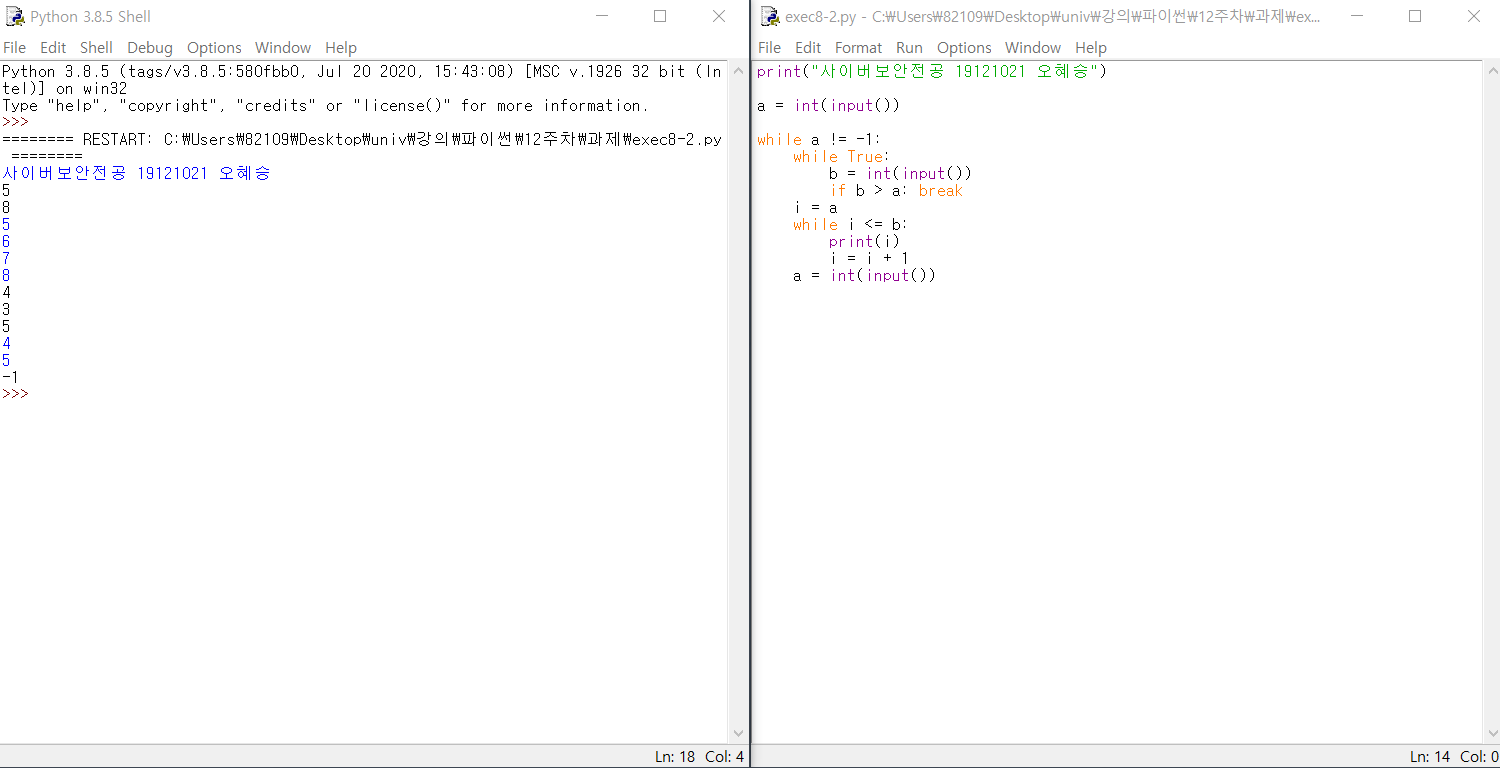 Python 3.8.5 Shell
File Edit Shell Debug Options Window Help
Python 3.8.5 (tags/v3.8.5:580fbb0, Jul 20 2020, 15:43:08) [MSC v.1926 32 bit (In
tel)] on win32
Type "help", "copyright", "credits" or "license()" for more information.
>>>
======== RESTART: C:₩Users₩82109₩Desktop₩univ₩강의₩파이썬₩12주차₩과제₩exec8-2.py
========
사이버보안전공 19121021 오혜승
5
8
5
6
7
8
4
3
5
4
5
-1
>>>
Ln: 18 Col: 4
exec8-2.py - C:₩Users₩82109₩Desktop₩univ₩강의₩파이썬₩12주차₩과제₩ex...
File Edit Format Run Options Window Help
print("사이버보안전공 19121021 오혜승")
a = int(input())
while a != -1:
    while True:
        b = int(input())
        if b > a: break
    i = a
    while i <= b:
        print(i)
        i = i + 1
    a = int(input())
Ln: 14 Col: 0